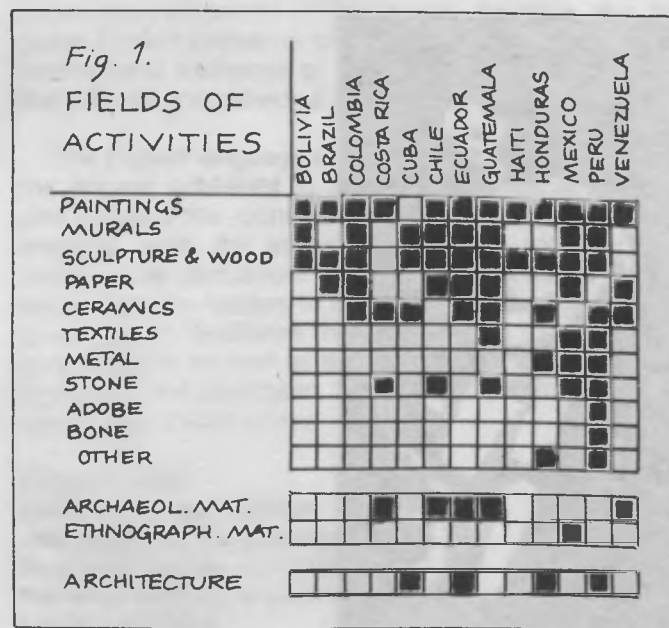 Fig. 1.
FIELDS OF
ACTIVITIES
BOLIVIA
BRAZIL
COLOMBIA
COSTA RICA
CUBA
CHILE
ECUADOR
GUATEMALA
HAITI
HONDURAS
MEXICO
PERU
VENEZUELA
PAINTINGS
MURALS
SCULPTURE & WOOD
PAPER
CERAMICS
TEXTILES
METAL
STONE
ADOBE
BONE
OTHER
ARCHAEOL. MAT.
ETHNOGRAPH. MAT.
ARCHITECTURE